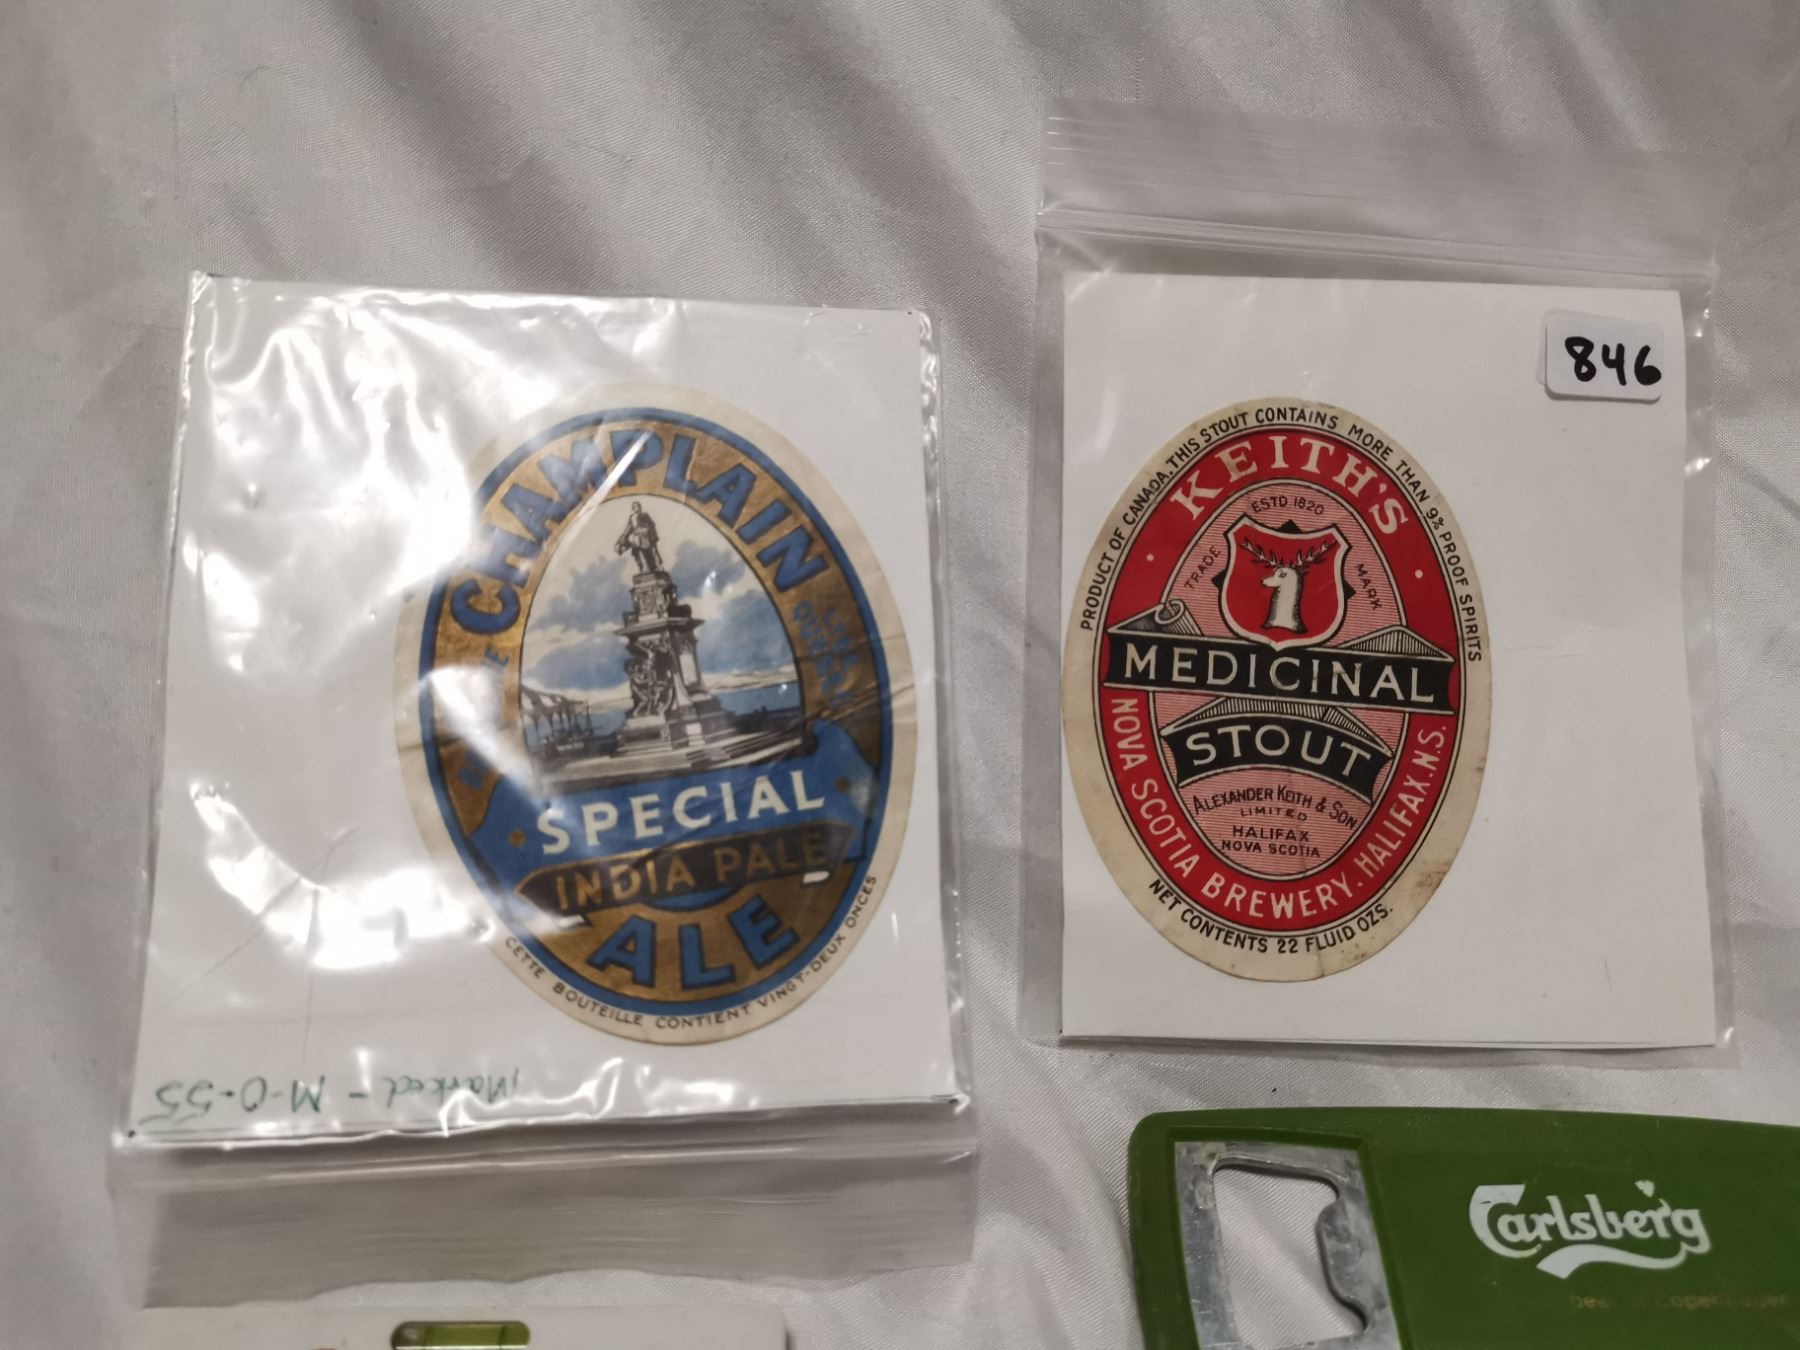 CHAMPLAIN
SPECIAL
INDIA PALE
ALE
CETTE BOUTEILLE CONTIENT VINGT-DEUX ONCES
Marked - M-0-55
846
PRODUCT OF CANADA. THIS STOUT CONTAINS MORE THAN 9% PROOF SPIRITS
KEITH'S
ESTD 1820
TRADE MARK
MEDICINAL
STOUT
ALEXANDER KEITH & SON
LIMITED
HALIFAX
NOVA SCOTIA
NOVA SCOTIA BREWERY. HALIFAX. N.S.
NET CONTENTS 22 FLUID OZS.
Carlsberg